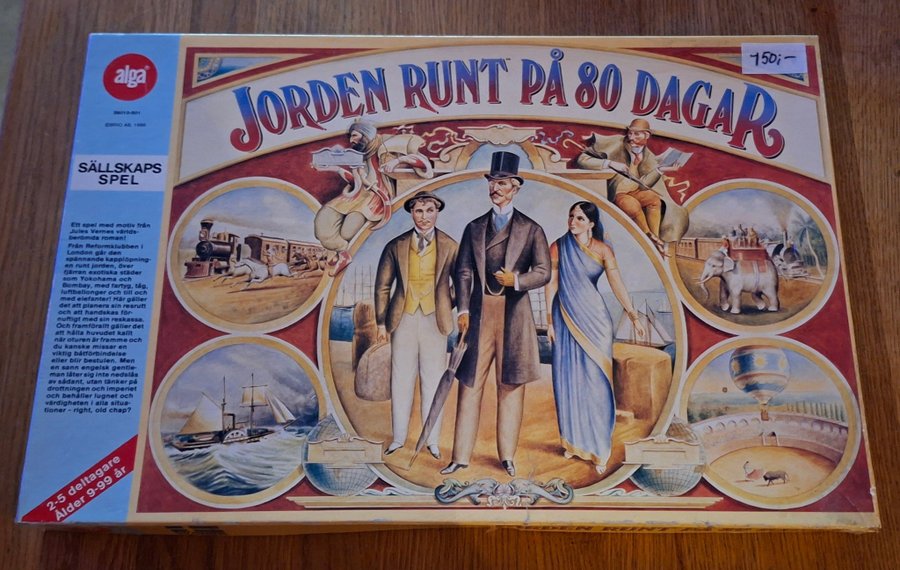 alga
JORDEN RUNT PÅ 80 DAGAR
150;-
SÄLLSKAPS
SPEL
Ett spel med motiv från
Jules Vernes världs-
berömda roman!
Från Reformklubben i
London går den
spännande kapplöpning-
en runt jorden, över
fjärran exotiska städer
som Yokohama och
Bombay, med fartyg, tåg,
luftballonger och till och
med elefanter! Här gäller
det att planera sin resrutt
och att handskas för-
nuftigt med sin reskassa.
Och framförallt gäller det
att hålla huvudet kallt
när oturen är framme och
du kanske missar en
viktig båtförbindelse
eller blir bestulen. Men
en sann engelsk gentle-
man låter sig inte nedslås
av sådant, utan tänker på
drottningen och imperiet
och behåller lugnet och
värdigheten i alla situa-
tioner – right, old chap?
2-5 deltagare
Ålder 9-99 år
JORDEN RUNT